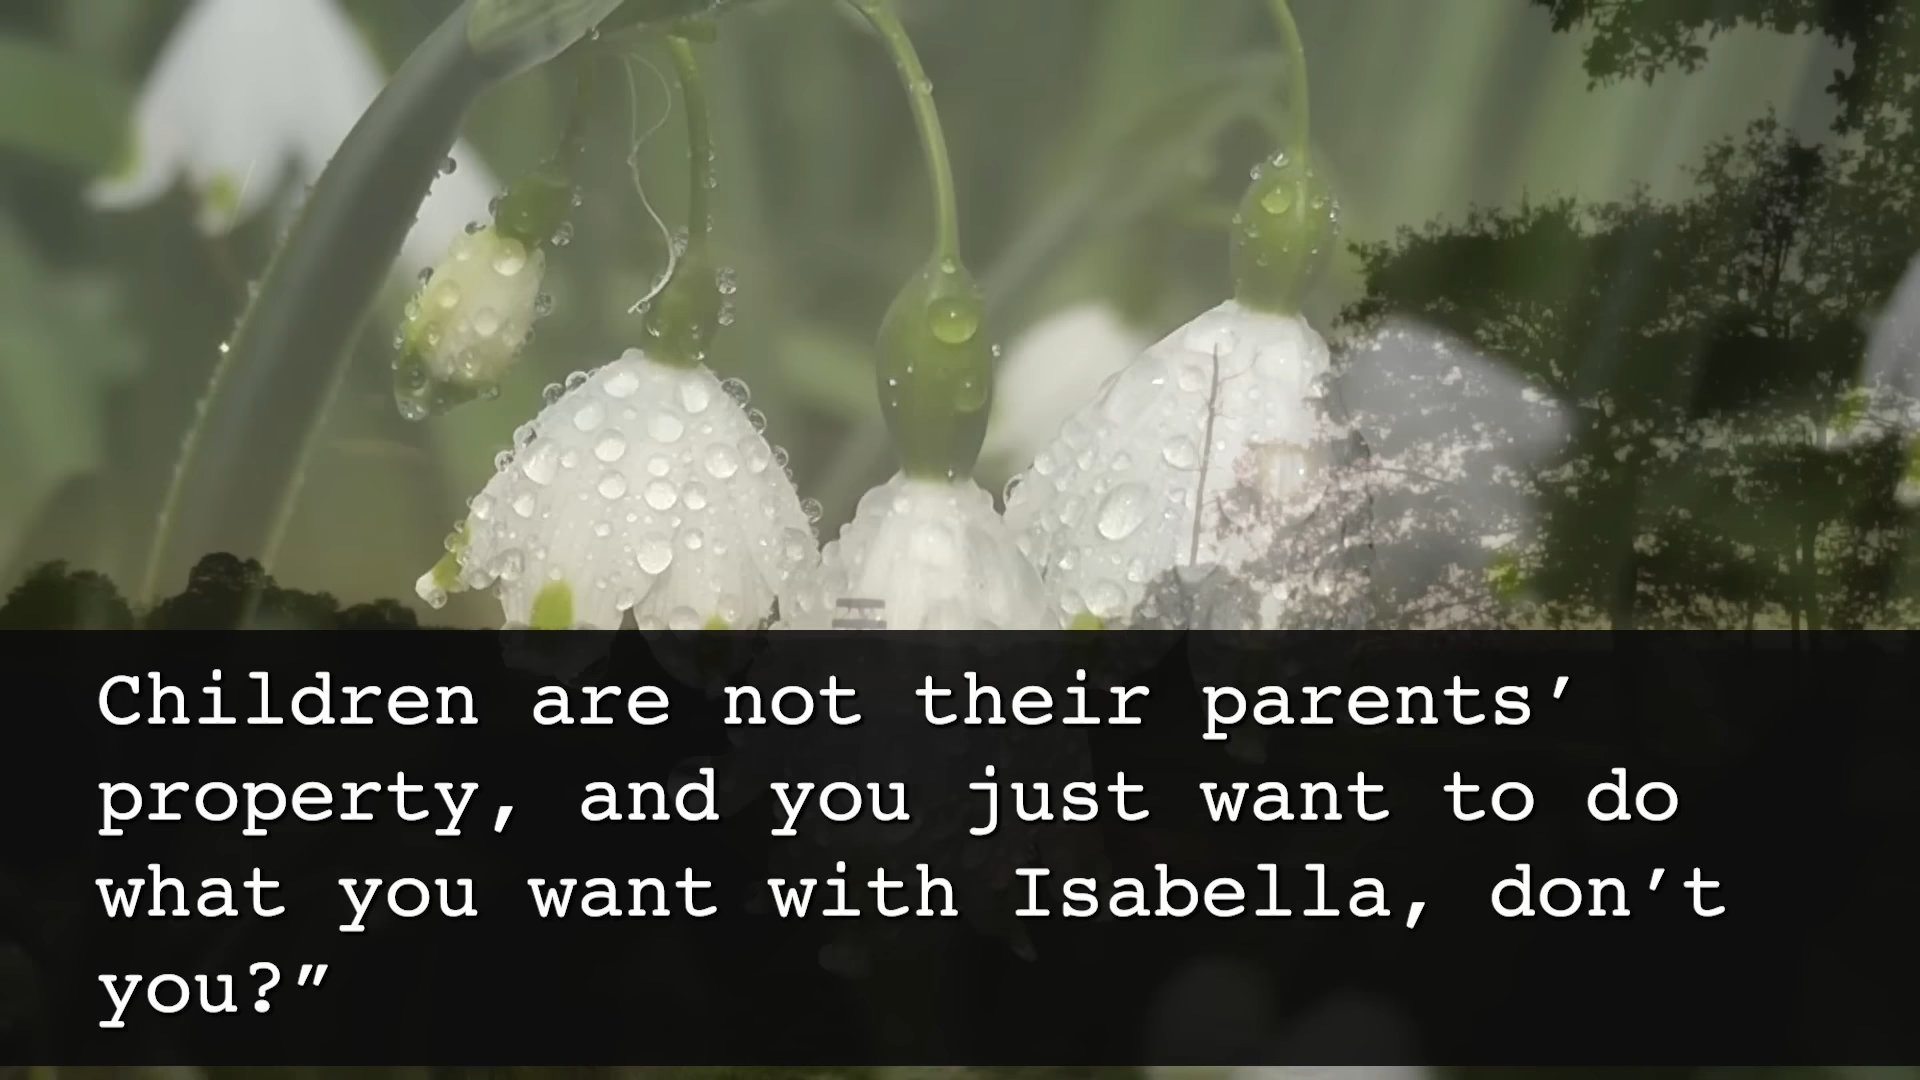 Children are not their parents’
property, and you just want to do
what you want with Isabella, don’t
you?”